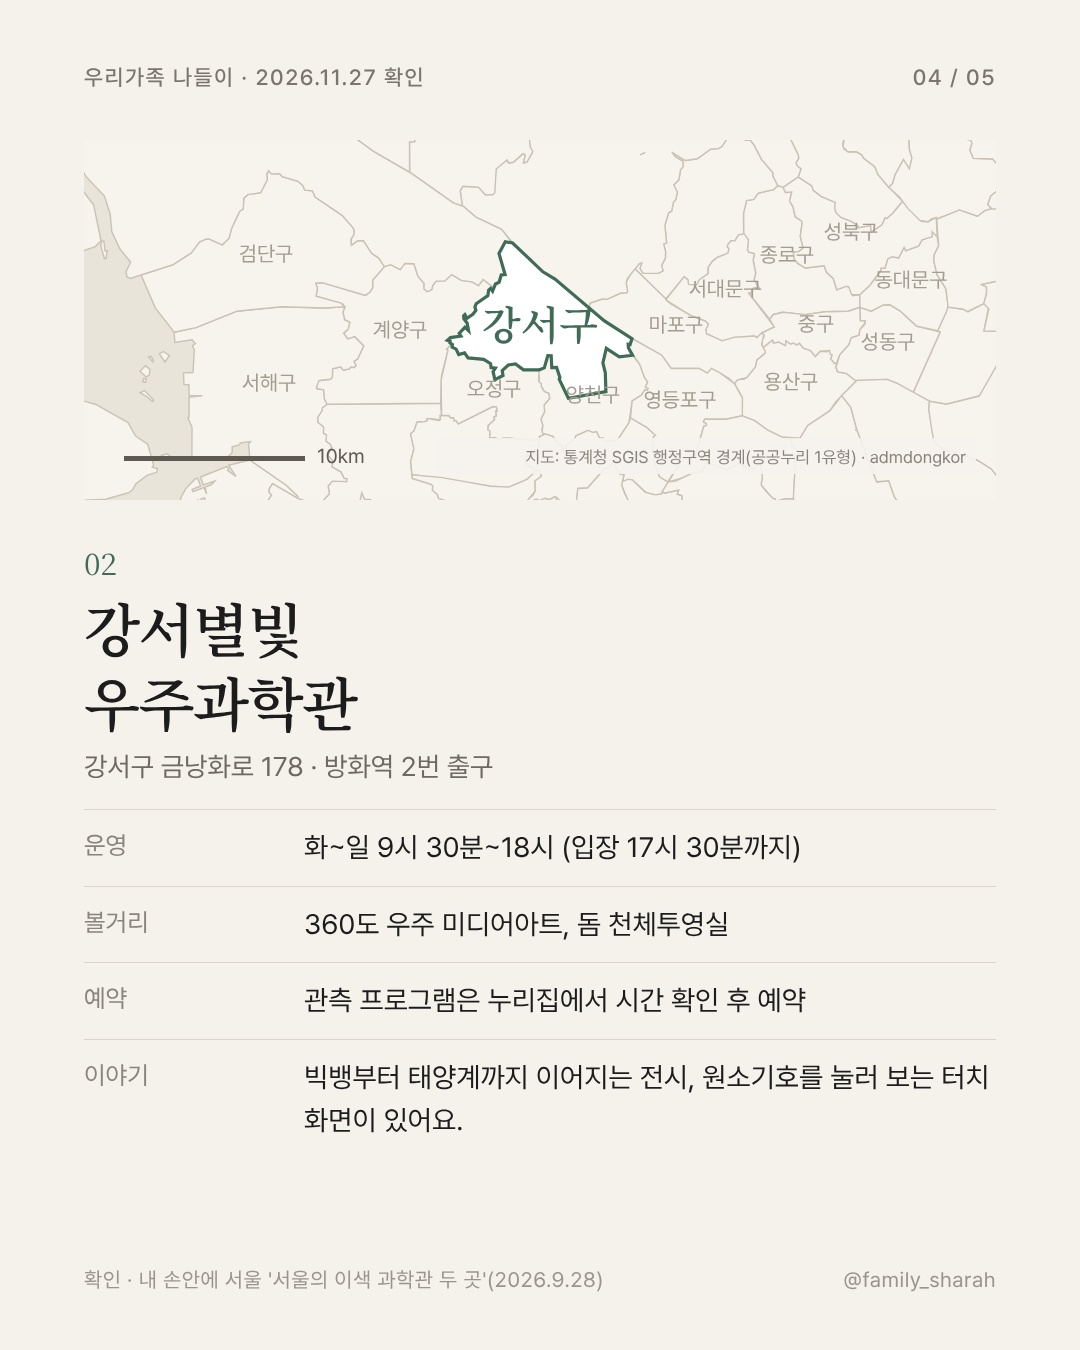 우리가족 나들이 · 2026.11.27 확인
04 / 05
성북구
종로구
검단구
동대문구
서대문구
강서구
마포구
중구
계양구
성동구
서해구
오정구
양천구
영등포구
용산구
10km
지도: 통계청 SGIS 행정구역 경계(공공누리 1유형) · admdongkor
02
강서별빛
우주과학관
강서구 금낭화로 178 · 방화역 2번 출구
운영
화~일 9시 30분~18시 (입장 17시 30분까지)
볼거리
360도 우주 미디어아트, 돔 천체투영실
예약
관측 프로그램은 누리집에서 시간 확인 후 예약
이야기
빅뱅부터 태양계까지 이어지는 전시, 원소기호를 눌러 보는 터치
화면이 있어요.
확인 · 내 손안에 서울 '서울의 이색 과학관 두 곳'(2026.9.28)
@family_sharah